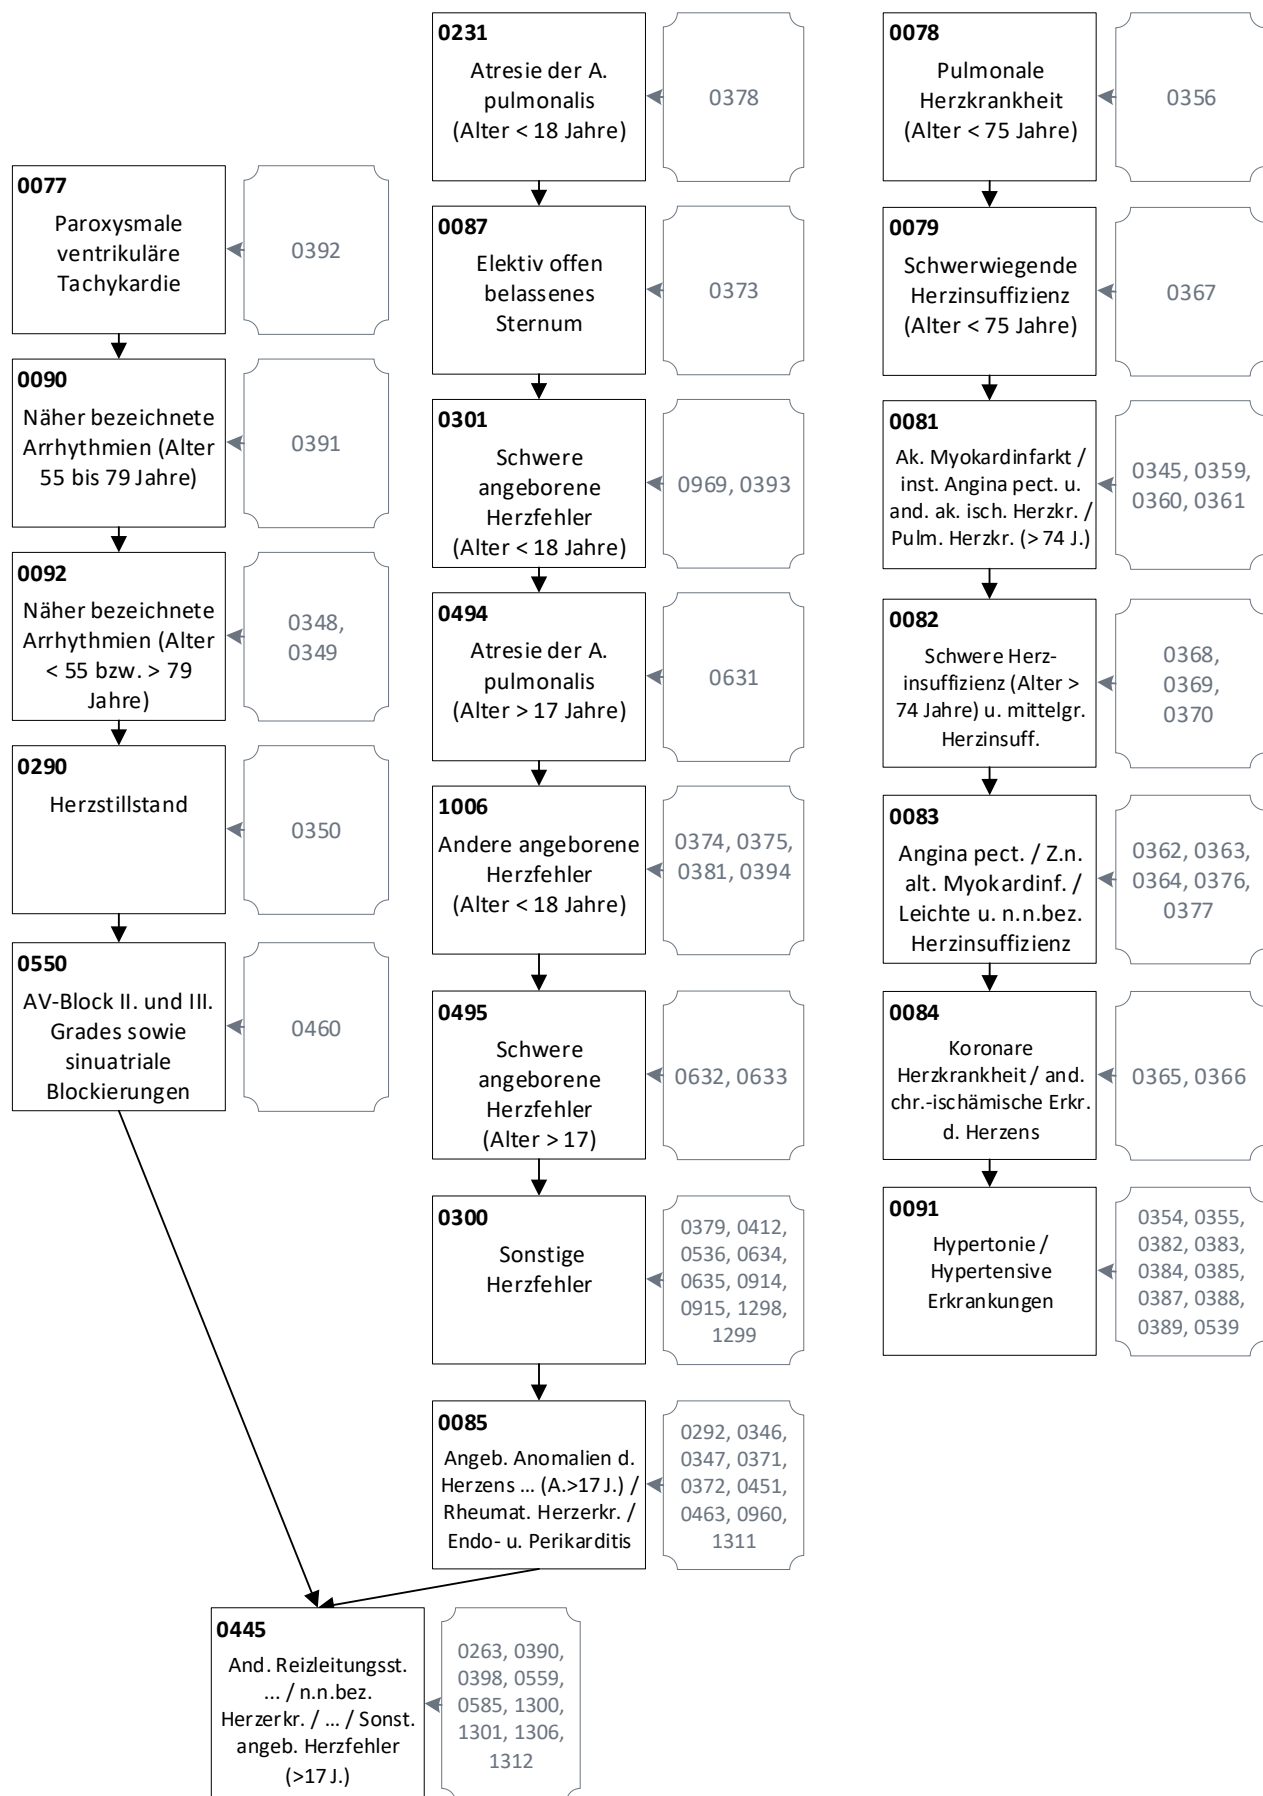 0077
Paroxysmale
ventrikuläre
Tachykardie
0392
0090
Näher bezeichnete
Arrhythmien (Alter
55 bis 79 Jahre)
0391
0092
Näher bezeichnete
Arrhythmien (Alter
< 55 bzw. > 79
Jahre)
0348,
0349
0290
Herzstillstand
0350
0550
AV-Block II. und III.
Grades sowie
sinuatriale
Blockierungen
0460
0231
Atresie der A.
pulmonalis
(Alter < 18 Jahre)
0378
0087
Elektiv offen
belassenes
Sternum
0373
0301
Schwere
angeborene
Herzfehler
(Alter < 18 Jahre)
0969, 0393
0494
Atresie der A.
pulmonalis
(Alter > 17 Jahre)
0631
1006
Andere angeborene
Herzfehler
(Alter < 18 Jahre)
0374, 0375,
0381, 0394
0495
Schwere
angeborene
Herzfehler
(Alter > 17)
0632, 0633
0300
Sonstige
Herzfehler
0379, 0412,
0536, 0634,
0635, 0914,
0915, 1298,
1299
0085
Angeb. Anomalien d.
Herzens ... (A.>17 J.) /
Rheumat. Herzerkr. /
Endo- u. Perikarditis
0292, 0346,
0347, 0371,
0372, 0451,
0463, 0960,
1311
0445
And. Reizleitungsst.
... / n.n.bez.
Herzerkr. / ... / Sonst.
angeb. Herzfehler
(>17 J.)
0263, 0390,
0398, 0559,
0585, 1300,
1301, 1306,
1312
0078
Pulmonale
Herzkrankheit
(Alter < 75 Jahre)
0356
0079
Schwerwiegende
Herzinsuffizienz
(Alter < 75 Jahre)
0367
0081
Ak. Myokardinfarkt /
inst. Angina pect. u.
and. ak. isch. Herzkr. /
Pulm. Herzkr. (> 74 J.)
0345, 0359,
0360, 0361
0082
Schwere Herz-
insuffizienz (Alter >
74 Jahre) u. mittelgr.
Herzinsuff.
0368,
0369,
0370
0083
Angina pect. / Z.n.
alt. Myokardinf. /
Leichte u. n.n.bez.
Herzinsuffizienz
0362, 0363,
0364, 0376,
0377
0084
Koronare
Herzkrankheit / and.
chr.-ischämische Erkr.
d. Herzens
0365, 0366
0091
Hypertonie /
Hypertensive
Erkrankungen
0354, 0355,
0382, 0383,
0384, 0385,
0387, 0388,
0389, 0539